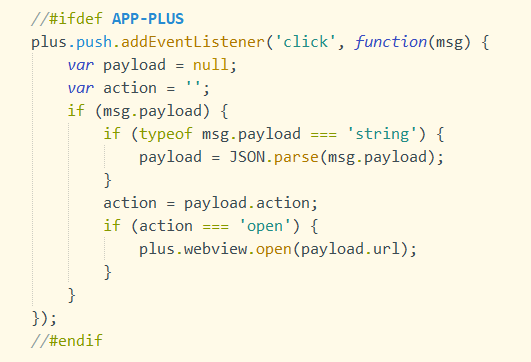 //#ifdef APP-PLUS
plus.push.addEventListener('click', function(msg) {
    var payload = null;
    var action = '';
    if (msg.payload) {
        if (typeof msg.payload === 'string') {
            payload = JSON.parse(msg.payload);
        }
        action = payload.action;
        if (action === 'open') {
            plus.webview.open(payload.url);
        }
    }
});
//#endif